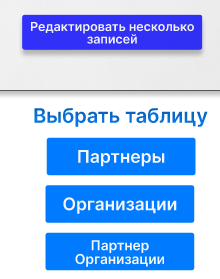 Редактировать несколько
записей
Выбрать таблицу
Партнеры
Организации
Партнер
Организации